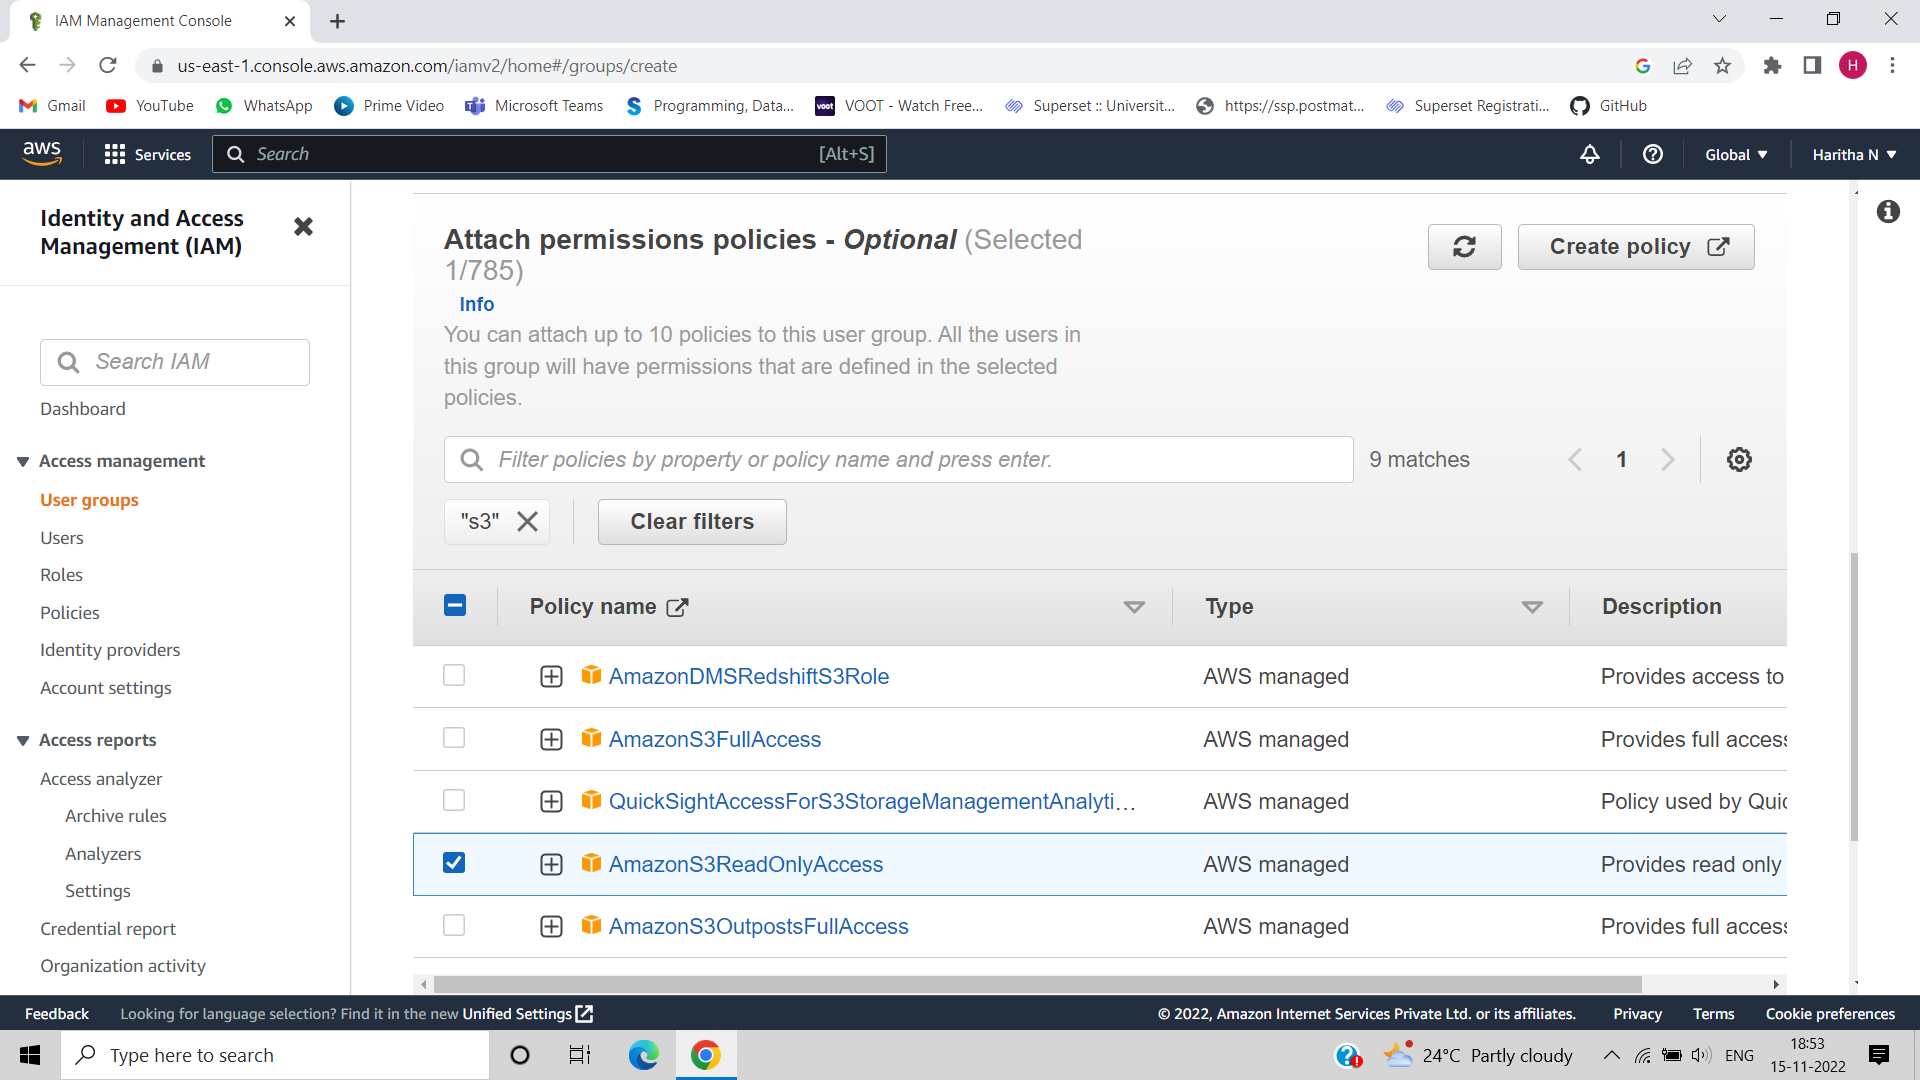 IAM Management Console
us-east-1.console.aws.amazon.com/iamv2/home#/groups/create
H
Gmail
YouTube
WhatsApp
Prime Video
Microsoft Teams
Programming, Data...
voot
VOOT - Watch Free...
Superset :: Universit...
https://ssp.postmat...
Superset Registrati...
GitHub
aws
Services
Search
[Alt+S]
Global
Haritha N
Identity and Access
Management (IAM)
Search IAM
Dashboard
Access management
User groups
Users
Roles
Policies
Identity providers
Account settings
Access reports
Access analyzer
Archive rules
Analyzers
Settings
Credential report
Organization activity
Attach permissions policies - Optional (Selected
1/785)
Info
You can attach up to 10 policies to this user group. All the users in
this group will have permissions that are defined in the selected
policies.
Create policy
Filter policies by property or policy name and press enter.
9 matches
1
"s3"
Clear filters
Policy name
Type
Description
AmazonDMSRedshiftS3Role
AWS managed
Provides access to
AmazonS3FullAccess
AWS managed
Provides full access
QuickSightAccessForS3StorageManagementAnalyti...
AWS managed
Policy used by Quic
AmazonS3ReadOnlyAccess
AWS managed
Provides read only
AmazonS3OutpostsFullAccess
AWS managed
Provides full access
Feedback
Looking for language selection? Find it in the new Unified Settings
© 2022, Amazon Internet Services Private Ltd. or its affiliates.
Privacy
Terms
Cookie preferences
Type here to search
24°C Partly cloudy
ENG
18:53
15-11-2022